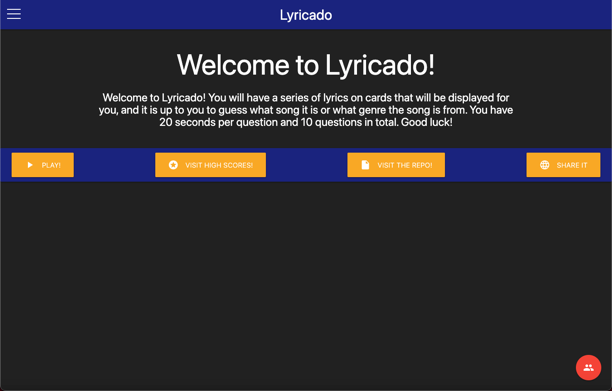 Lyricado
Welcome to Lyricado!
Welcome to Lyricado! You will have a series of lyrics on cards that will be displayed for
you, and it is up to you to guess what song it is or what genre the song is from. You have
20 seconds per question and 10 questions in total. Good luck!
PLAY!
VISIT HIGH SCORES!
VISIT THE REPO!
SHARE IT